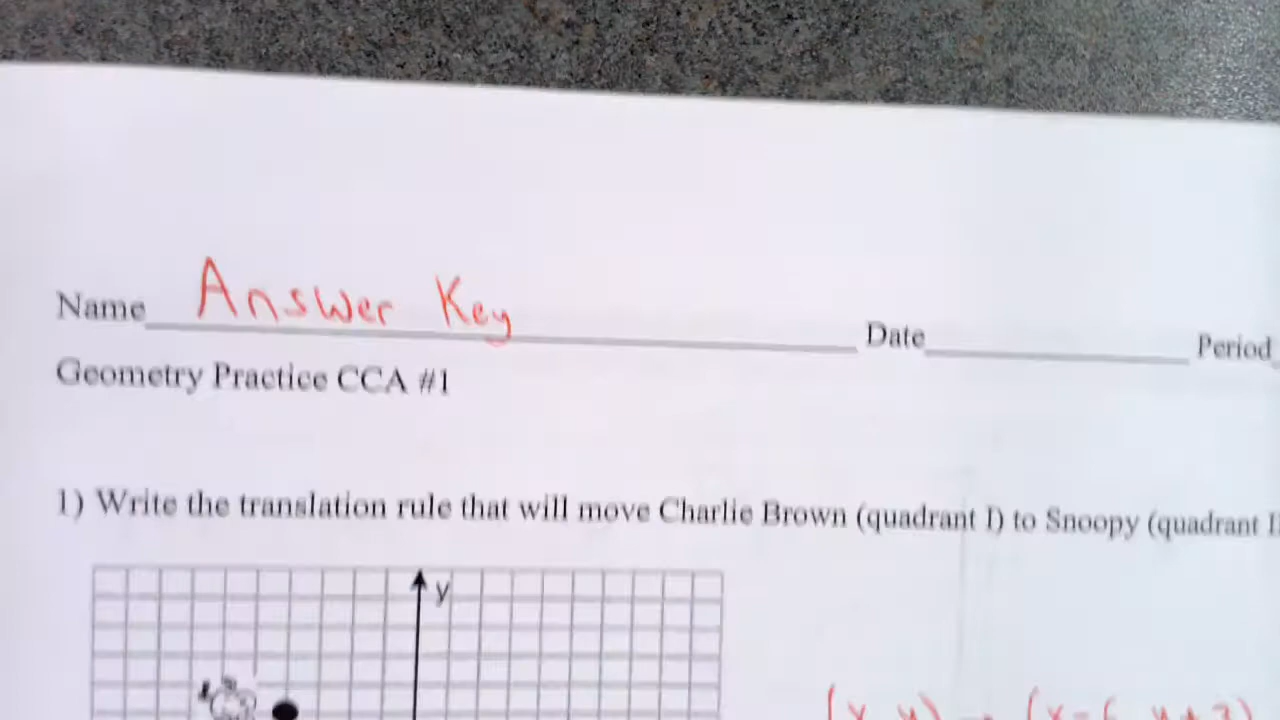 Name Answer Key Date Period
Geometry Practice CCA #1
1) Write the translation rule that will move Charlie Brown (quadrant I) to Snoopy (quadrant
y